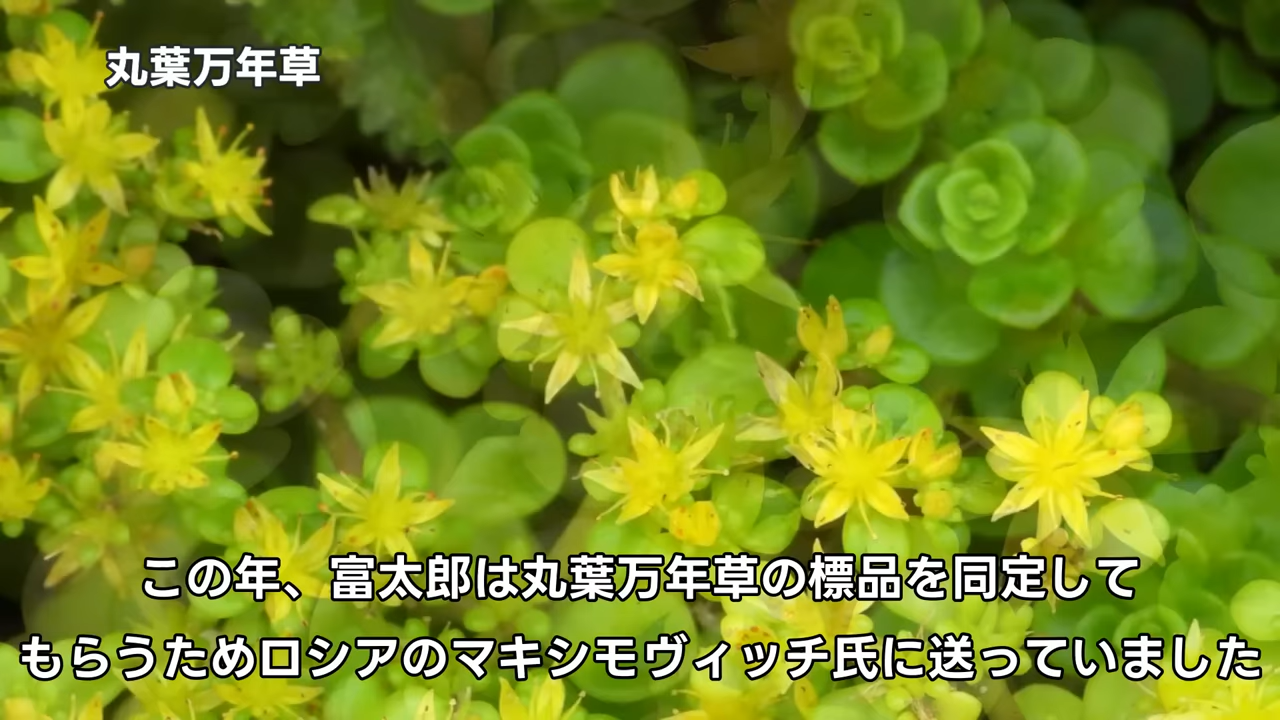 丸葉万年草
この年、富太郎は丸葉万年草の標品を同定して
もらうためロシアのマキシモヴィッチ氏に送っていました